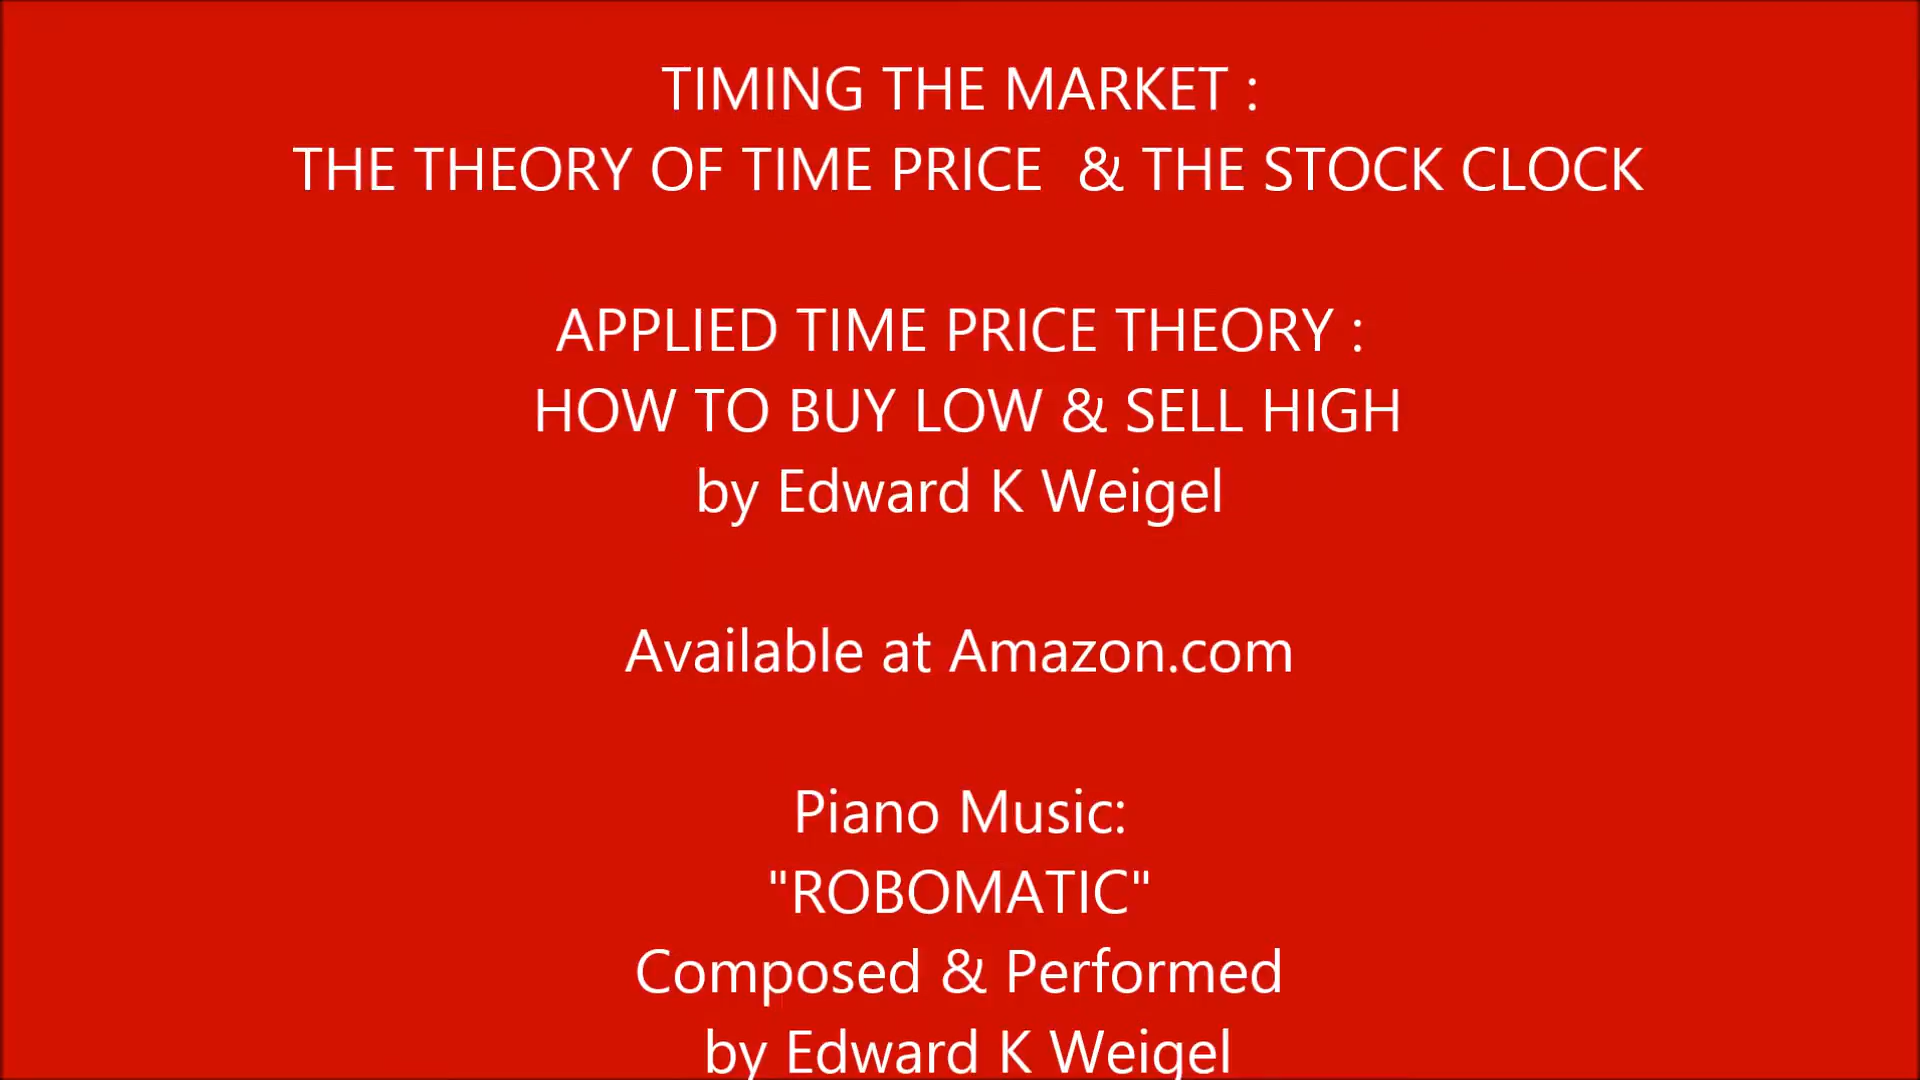 TIMING THE MARKET :
THE THEORY OF TIME PRICE  & THE STOCK CLOCK
APPLIED TIME PRICE THEORY :
HOW TO BUY LOW & SELL HIGH
by Edward K Weigel
Available at Amazon.com
Piano Music:
"ROBOMATIC"
Composed & Performed
by Edward K Weigel